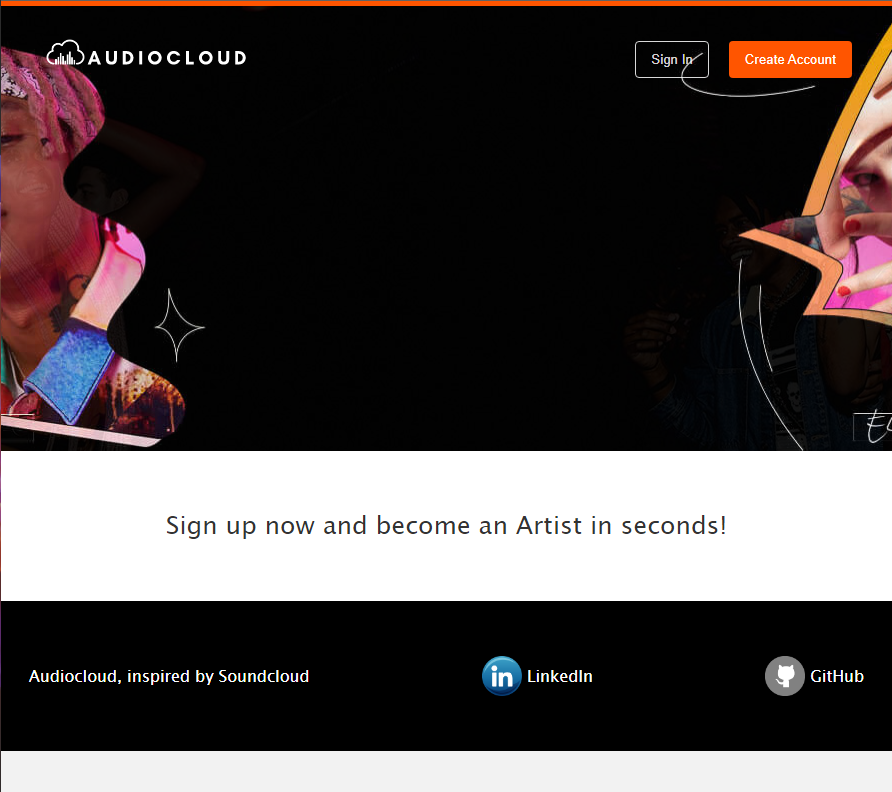 AUDIOCLOUD
Sign In
Create Account
Sign up now and become an Artist in seconds!
Audiocloud, inspired by Soundcloud
LinkedIn
GitHub